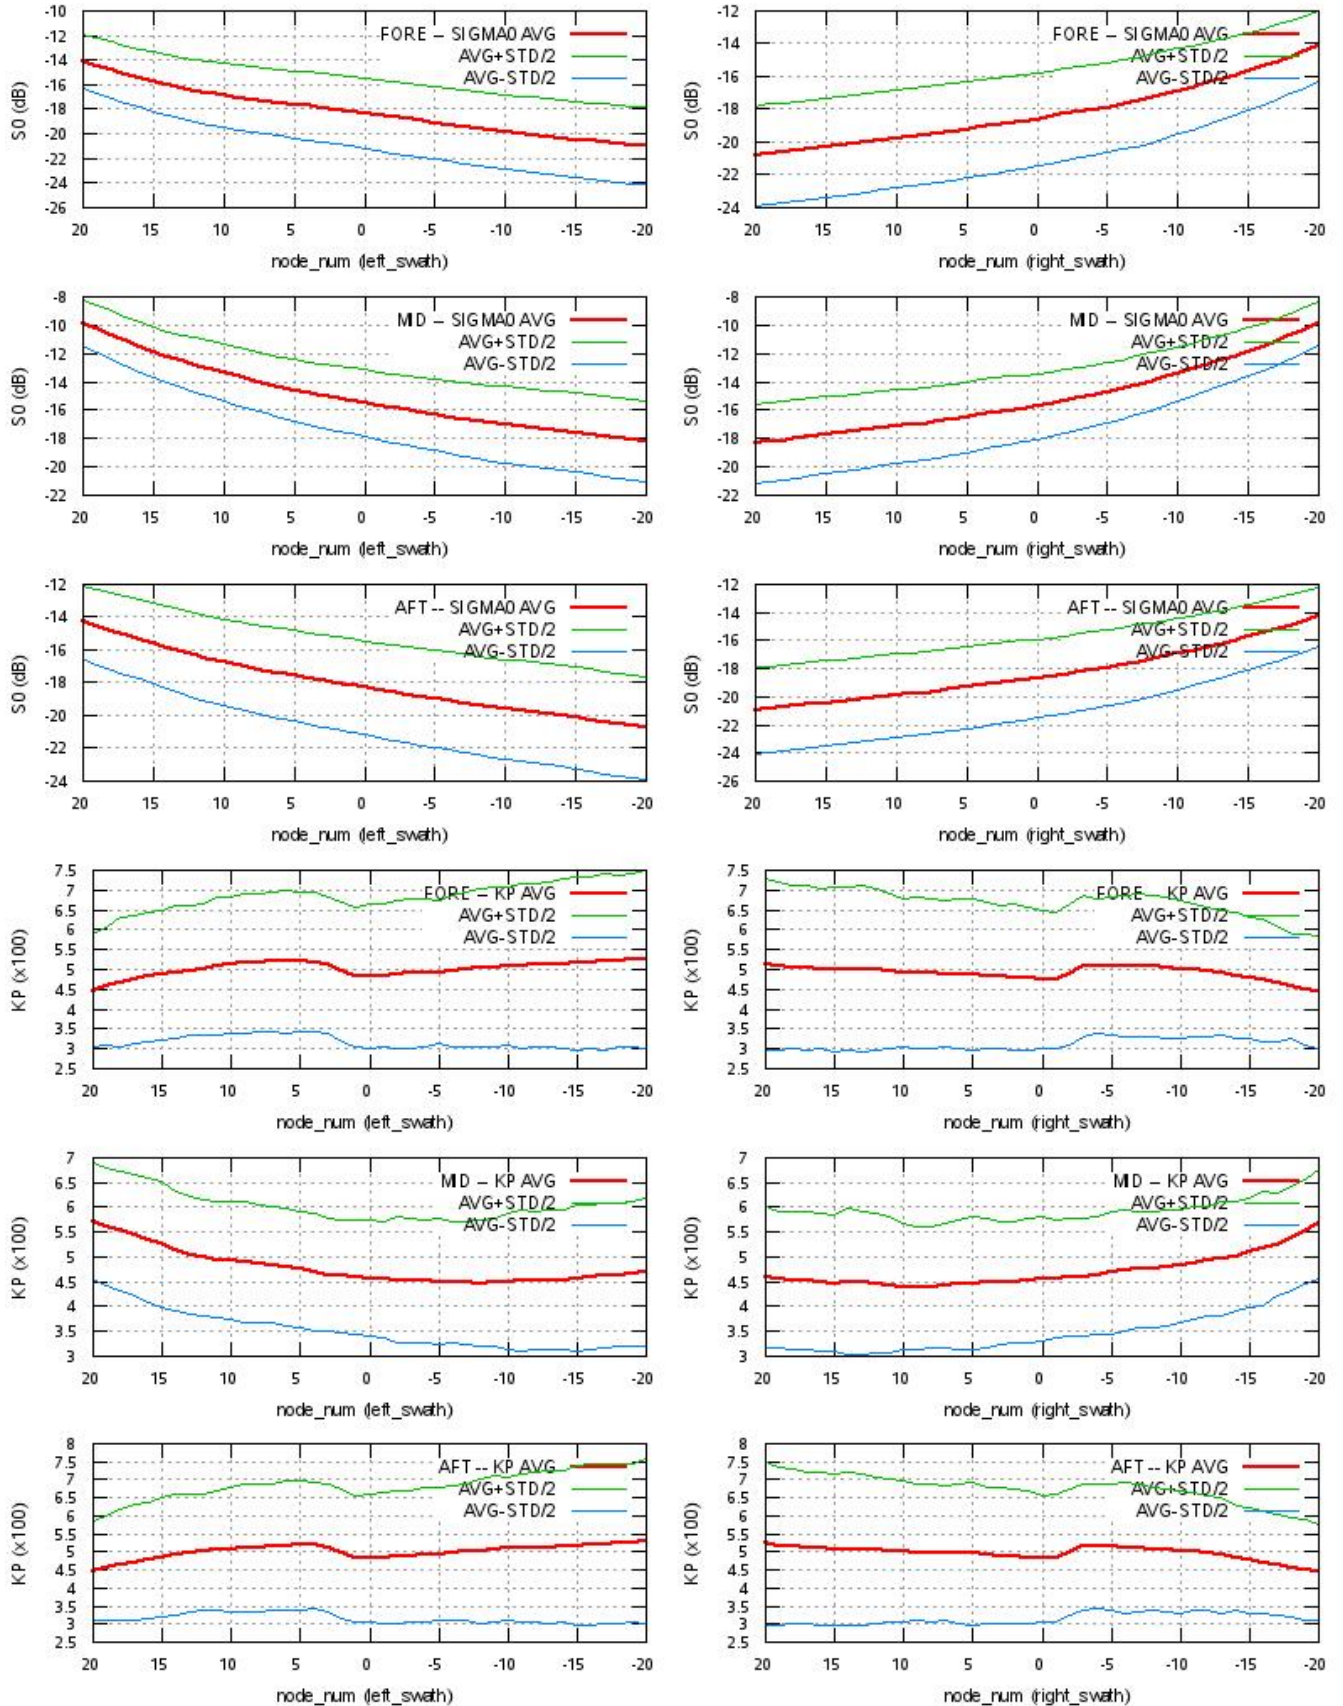 -10
-12
-14
-16
-18
-20
-22
-24
-26
S0 (dB)
FORE -- SIGMA0 AVG
AVG+STD/2
AVG-STD/2
20 15 10 5 0 -5 -10 -15 -20
node_num (left_swath)
-12
-14
-16
-18
-20
-22
-24
S0 (dB)
FORE -- SIGMA0 AVG
AVG+STD/2
AVG-STD/2
20 15 10 5 0 -5 -10 -15 -20
node_num (right_swath)
-8
-10
-12
-14
-16
-18
-20
-22
S0 (dB)
MID -- SIGMA0 AVG
AVG+STD/2
AVG-STD/2
20 15 10 5 0 -5 -10 -15 -20
node_num (left_swath)
-8
-10
-12
-14
-16
-18
-20
-22
S0 (dB)
MID -- SIGMA0 AVG
AVG+STD/2
AVG-STD/2
20 15 10 5 0 -5 -10 -15 -20
node_num (right_swath)
-12
-14
-16
-18
-20
-22
-24
S0 (dB)
AFT -- SIGMA0 AVG
AVG+STD/2
AVG-STD/2
20 15 10 5 0 -5 -10 -15 -20
node_num (left_swath)
-12
-14
-16
-18
-20
-22
-24
-26
S0 (dB)
AFT -- SIGMA0 AVG
AVG+STD/2
AVG-STD/2
20 15 10 5 0 -5 -10 -15 -20
node_num (right_swath)
7.5
7
6.5
6
5.5
5
4.5
4
3.5
3
2.5
KP (x100)
FORE -- KP AVG
AVG+STD/2
AVG-STD/2
20 15 10 5 0 -5 -10 -15 -20
node_num (left_swath)
7.5
7
6.5
6
5.5
5
4.5
4
3.5
3
2.5
KP (x100)
FORE -- KP AVG
AVG+STD/2
AVG-STD/2
20 15 10 5 0 -5 -10 -15 -20
node_num (right_swath)
7
6.5
6
5.5
5
4.5
4
3.5
3
KP (x100)
MID -- KP AVG
AVG+STD/2
AVG-STD/2
20 15 10 5 0 -5 -10 -15 -20
node_num (left_swath)
7
6.5
6
5.5
5
4.5
4
3.5
3
KP (x100)
MID -- KP AVG
AVG+STD/2
AVG-STD/2
20 15 10 5 0 -5 -10 -15 -20
node_num (right_swath)
8
7.5
7
6.5
6
5.5
5
4.5
4
3.5
3
2.5
KP (x100)
AFT -- KP AVG
AVG+STD/2
AVG-STD/2
20 15 10 5 0 -5 -10 -15 -20
node_num (left_swath)
8
7.5
7
6.5
6
5.5
5
4.5
4
3.5
3
2.5
KP (x100)
AFT -- KP AVG
AVG+STD/2
AVG-STD/2
20 15 10 5 0 -5 -10 -15 -20
node_num (right_swath)